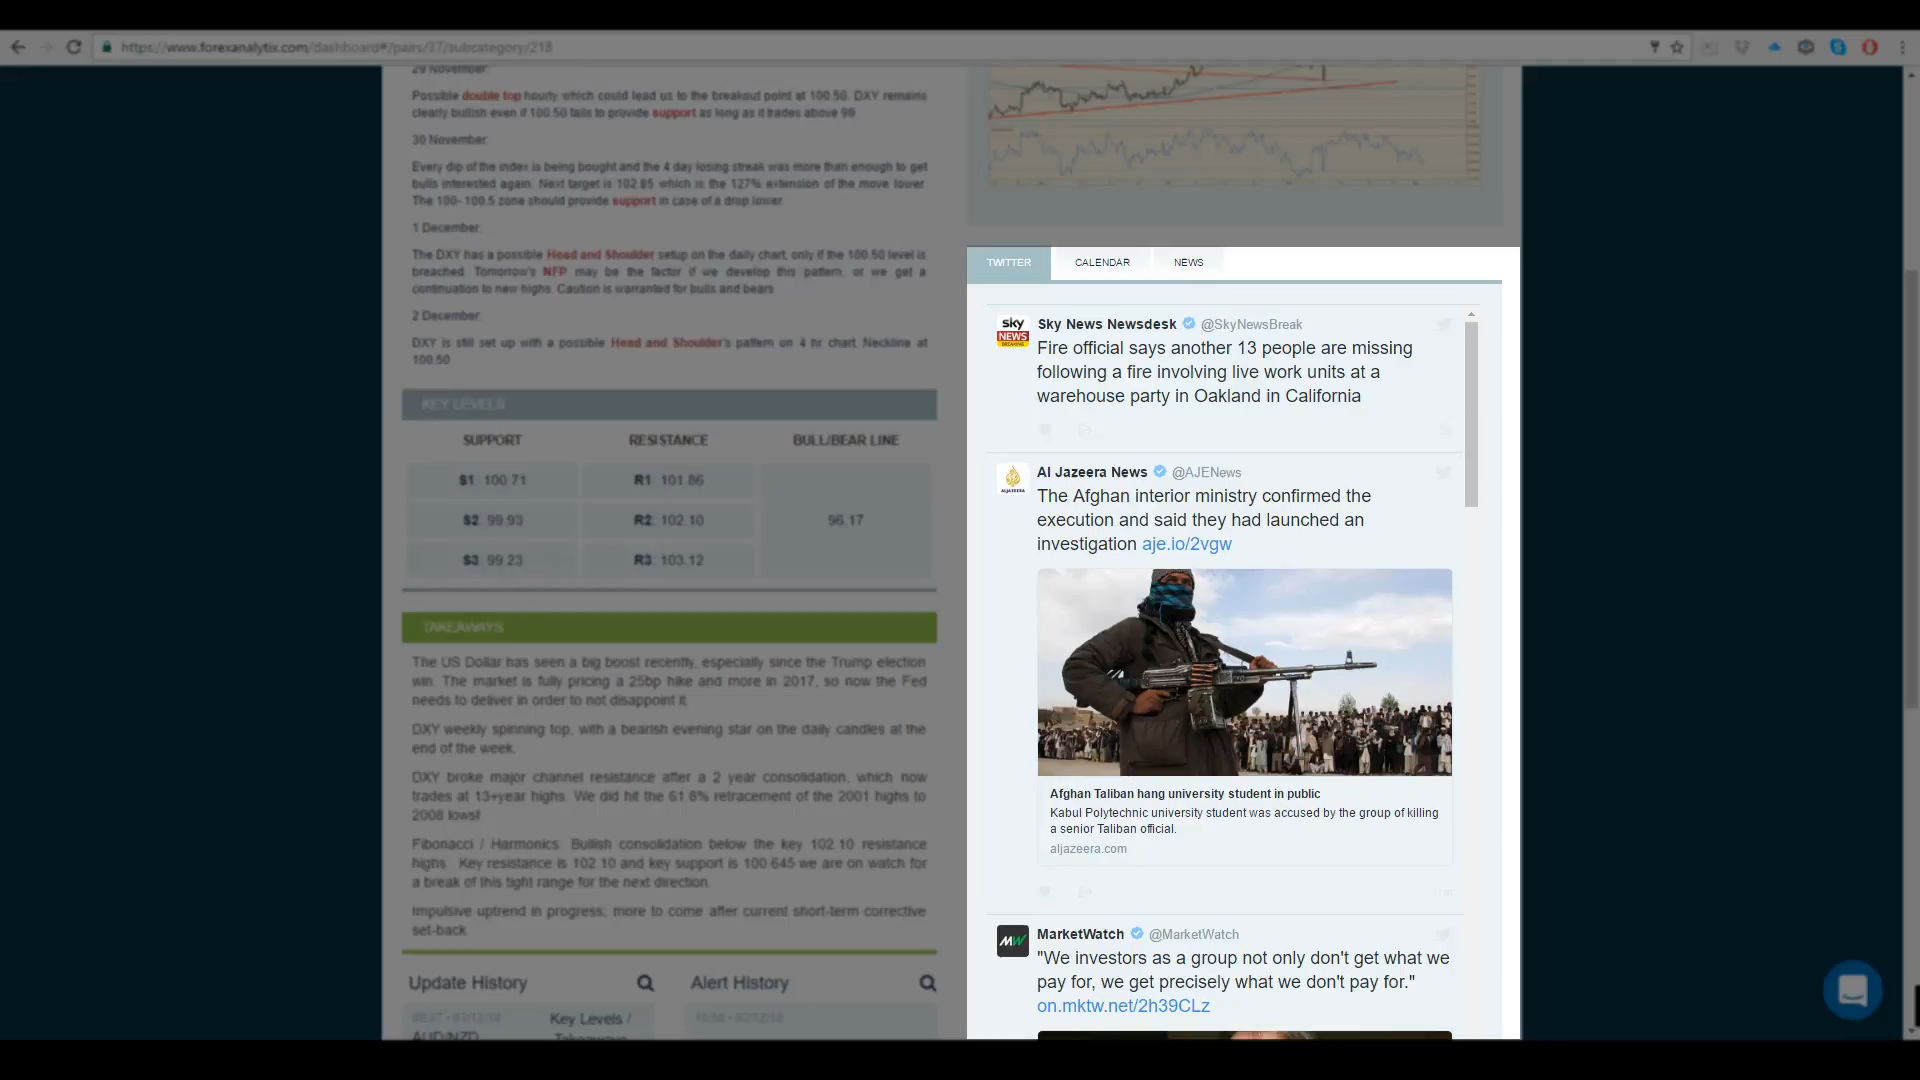 https://www.forexanalytix.com/dashboard#/pairs/37/subcategory/218
29 November:
Possible double top hourly which could lead us to the breakout point at 100.50. DXY remains
clearly bullish even if 100.50 fails to provide support as long as it trades above 99.
30 November:
Every dip of the index is being bought and the 4 day losing streak was more than enough to get
bulls interested again. Next target is 102.85 which is the 127% extension of the move lower.
The 100- 100.5 zone should provide support in case of a drop lower.
1 December:
The DXY has a possible Head and Shoulder setup on the daily chart, only if the 100.50 level is
breached. Tomorrow's NFP may be the factor if we develop this pattern, or we get a
continuation to new highs. Caution is warranted for bulls and bears
2 December:
DXY is still set up with a possible Head and Shoulder's pattern on 4 hr chart. Neckline at
100.50
KEY LEVELS
SUPPORT RESISTANCE BULL/BEAR LINE
S1: 100.71 R1: 101.86
S2: 99.93 R2: 102.10 96.17
S3: 99.23 R3: 103.12
TAKEAWAYS
The US Dollar has seen a big boost recently, especially since the Trump election
win. The market is fully pricing a 25bp hike and more in 2017, so now the Fed
needs to deliver in order to not disappoint it.
DXY weekly spinning top, with a bearish evening star on the daily candles at the
end of the week.
DXY broke major channel resistance after a 2 year consolidation, which now
trades at 13+year highs. We did hit the 61.8% retracement of the 2001 highs to
2008 lows!
Fibonacci / Harmonics: Bullish consolidation below the key 102.10 resistance
highs. Key resistance is 102.10 and key support is 100.645 we are on watch for
a break of this tight range for the next direction.
Impulsive uptrend in progress; more to come after current short-term corrective
set-back
Update History
Alert History
Key Levels /
AUD/NZD
Takeaways
TWITTER CALENDAR NEWS
sky NEWS BREAKING
Sky News Newsdesk @SkyNewsBreak
Fire official says another 13 people are missing
following a fire involving live work units at a
warehouse party in Oakland in California
ALJAZEERA
Al Jazeera News @AJENews
The Afghan interior ministry confirmed the
execution and said they had launched an
investigation aje.io/2vgw
Afghan Taliban hang university student in public
Kabul Polytechnic university student was accused by the group of killing
a senior Taliban official.
aljazeera.com
MW
MarketWatch @MarketWatch
"We investors as a group not only don't get what we
pay for, we get precisely what we don't pay for."
on.mktw.net/2h39CLz